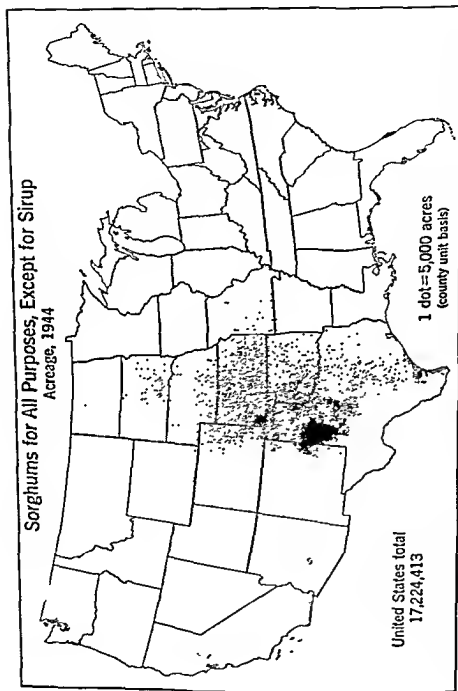 Sorghums for All Purposes, Except for Sirup
Acreage, 1944
United States total
17,224,413
1 dot=5,000 acres
(county unit basis)